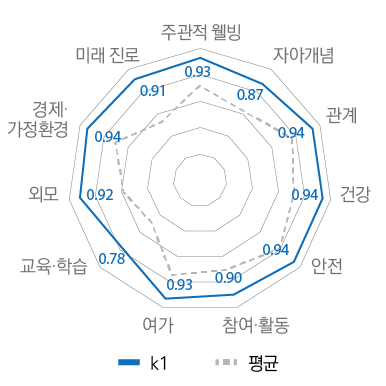 주관적 웰빙
미래 진로
자아개념
0.93
0.91
0.87
경제·
가정환경
관계
0.94
0.94
외모
0.92
0.94
건강
교육·학습
0.78
0.94
안전
0.93
0.90
여가
참여·활동
k1
평균